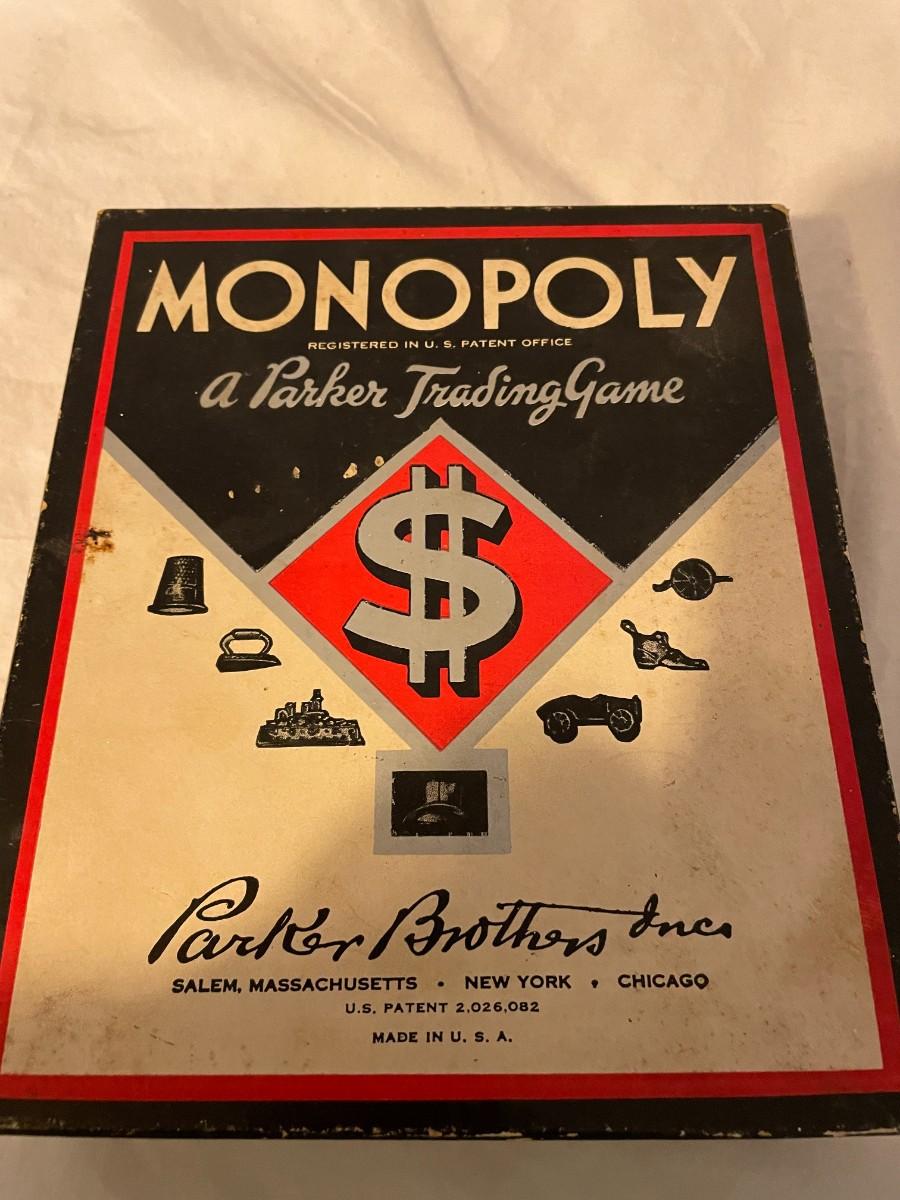 MONOPOLY
REGISTERED IN U. S. PATENT OFFICE
A Parker Trading Game
$
Parker Brothers Inc.
SALEM, MASSACHUSETTS • NEW YORK • CHICAGO
U.S. PATENT 2,026,082
MADE IN U. S. A.